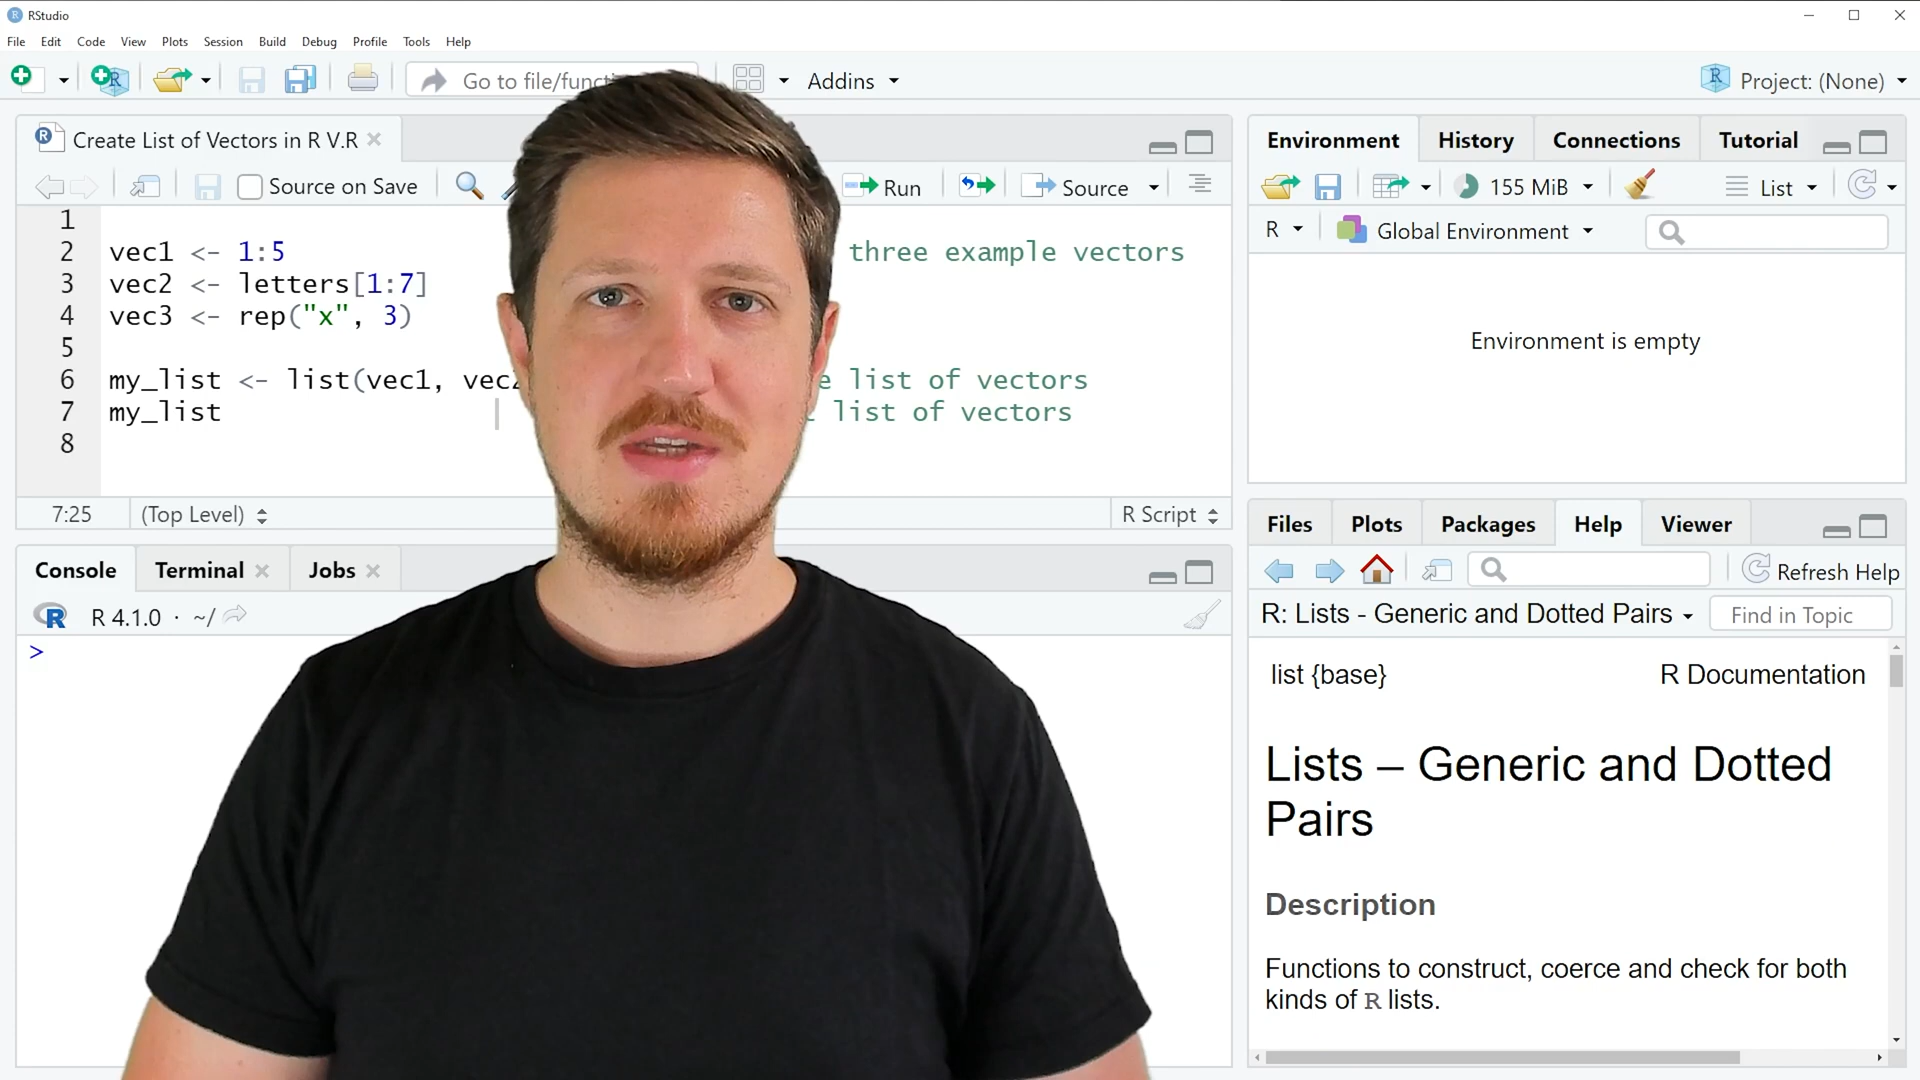 RStudio
File Edit Code View Plots Session Build Debug Profile Tools Help
Go to file/funct
Addins
Project: (None)
Create List of Vectors in R V.R
Source on Save
Run
Source
1
2 vec1 <- 1:5 three example vectors
3 vec2 <- letters[1:7]
4 vec3 <- rep("x", 3)
5
6 my_list <- list(vec1, vec list of vectors
7 my_list list of vectors
8
7:25 (Top Level) R Script
Console Terminal Jobs
R 4.1.0 · ~/
>
Environment History Connections Tutorial
155 MiB List
R Global Environment
Environment is empty
Files Plots Packages Help Viewer
Refresh Help
R: Lists - Generic and Dotted Pairs Find in Topic
list {base} R Documentation
Lists – Generic and Dotted
Pairs
Description
Functions to construct, coerce and check for both
kinds of R lists.